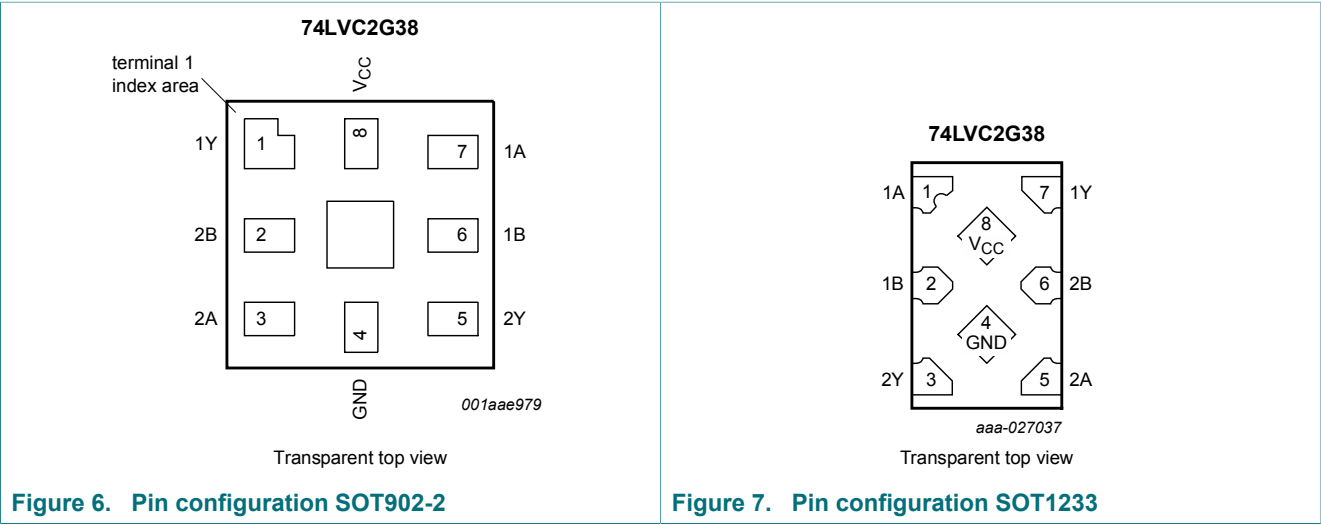 74LVC2G38
terminal 1
index area
VCC
1Y 1 8 7 1A
2B 2 6 1B
2A 3 4 5 2Y
GND
001aae979
Transparent top view
Figure 6. Pin configuration SOT902-2
74LVC2G38
1A 1 7 1Y
8
VCC
1B 2 6 2B
4
GND
2Y 3 5 2A
aaa-027037
Transparent top view
Figure 7. Pin configuration SOT1233